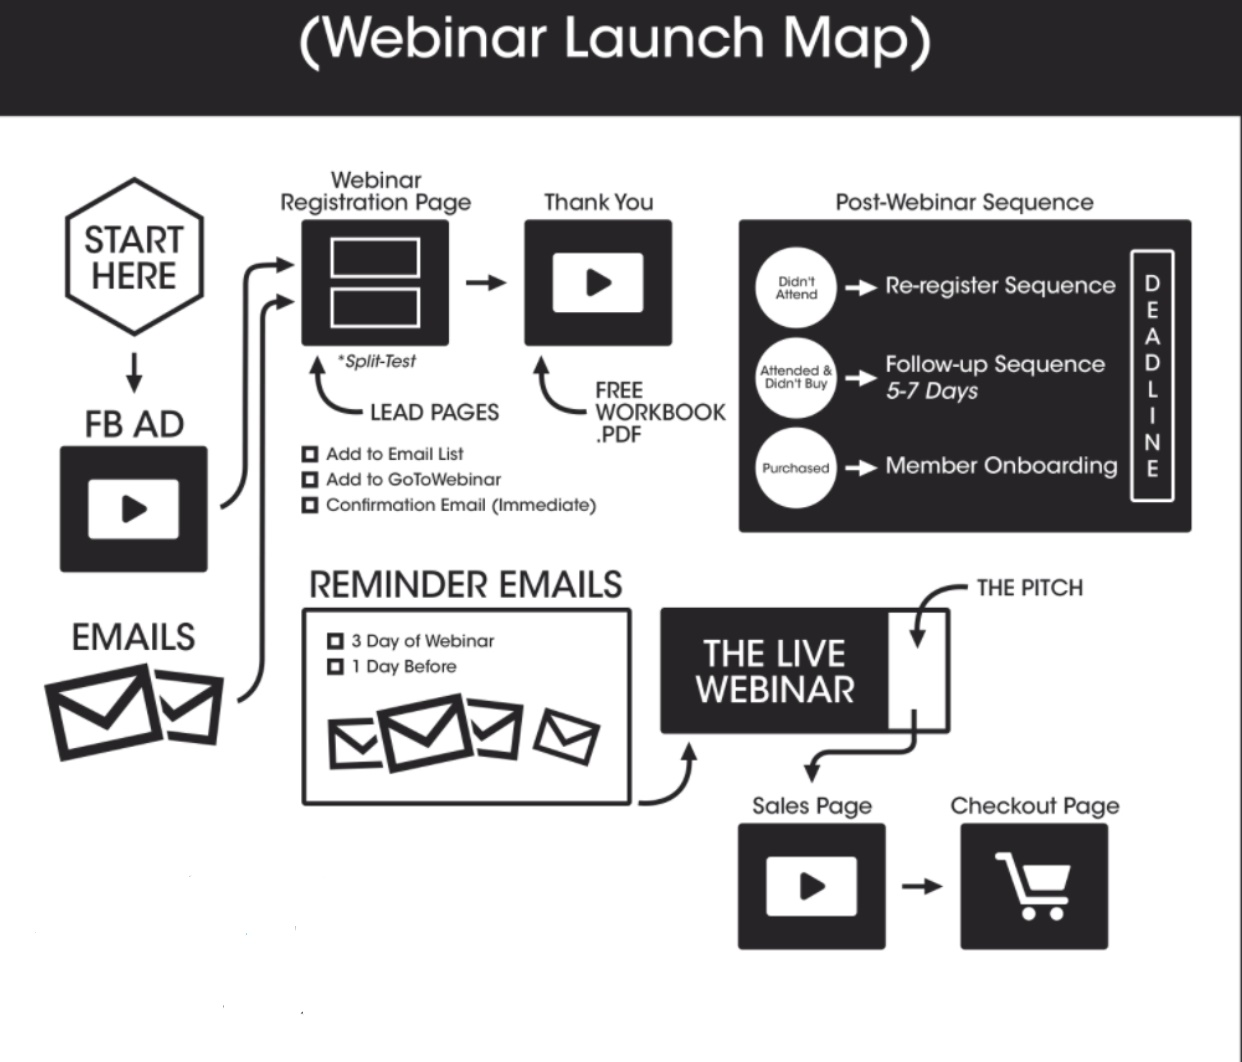 (Webinar Launch Map)
START
HERE
FB AD
EMAILS
Webinar
Registration Page
*Split-Test
LEAD PAGES
Add to Email List
Add to GoToWebinar
Confirmation Email (Immediate)
Thank You
FREE
WORKBOOK
.PDF
Post-Webinar Sequence
Didn't
Attend
Re-register Sequence
Attended &
Didn't Buy
Follow-up Sequence
5-7 Days
Purchased
Member Onboarding
DEADLINE
REMINDER EMAILS
3 Day of Webinar
1 Day Before
THE LIVE
WEBINAR
THE PITCH
Sales Page
Checkout Page